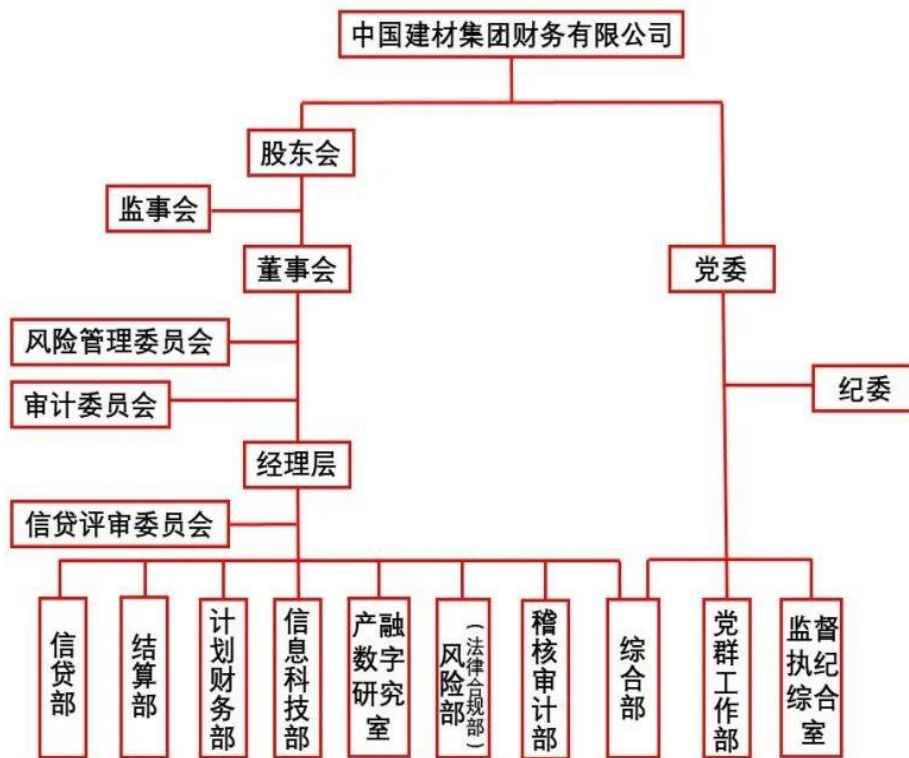 中国建材集团财务有限公司
股东会
监事会
董事会
党委
风险管理委员会
纪委
审计委员会
经理层
信贷评审委员会
信贷部
结算部
计划财务部
信息科技部
产融数字研究室
风险部
(法律合规部)
稽核审计部
综合部
党群工作部
监督执纪综合室